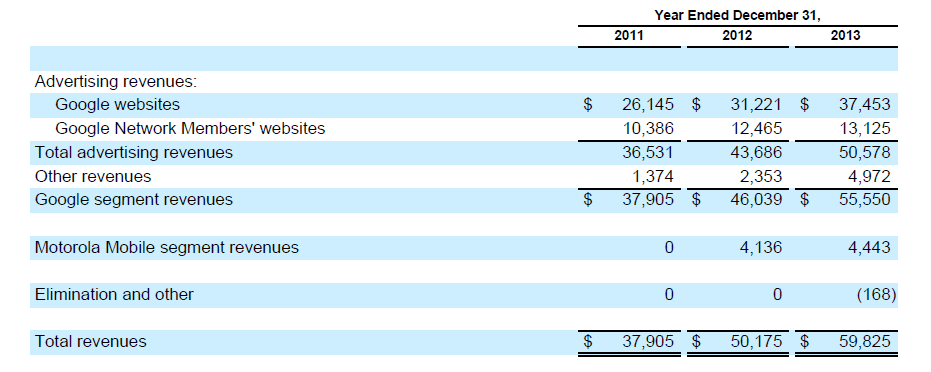 Year Ended December 31,
2011 2012 2013
Advertising revenues:
Google websites $ 26,145 $ 31,221 $ 37,453
Google Network Members' websites 10,386 12,465 13,125
Total advertising revenues 36,531 43,686 50,578
Other revenues 1,374 2,353 4,972
Google segment revenues $ 37,905 $ 46,039 $ 55,550
Motorola Mobile segment revenues 0 4,136 4,443
Elimination and other 0 0 (168)
Total revenues $ 37,905 $ 50,175 $ 59,825